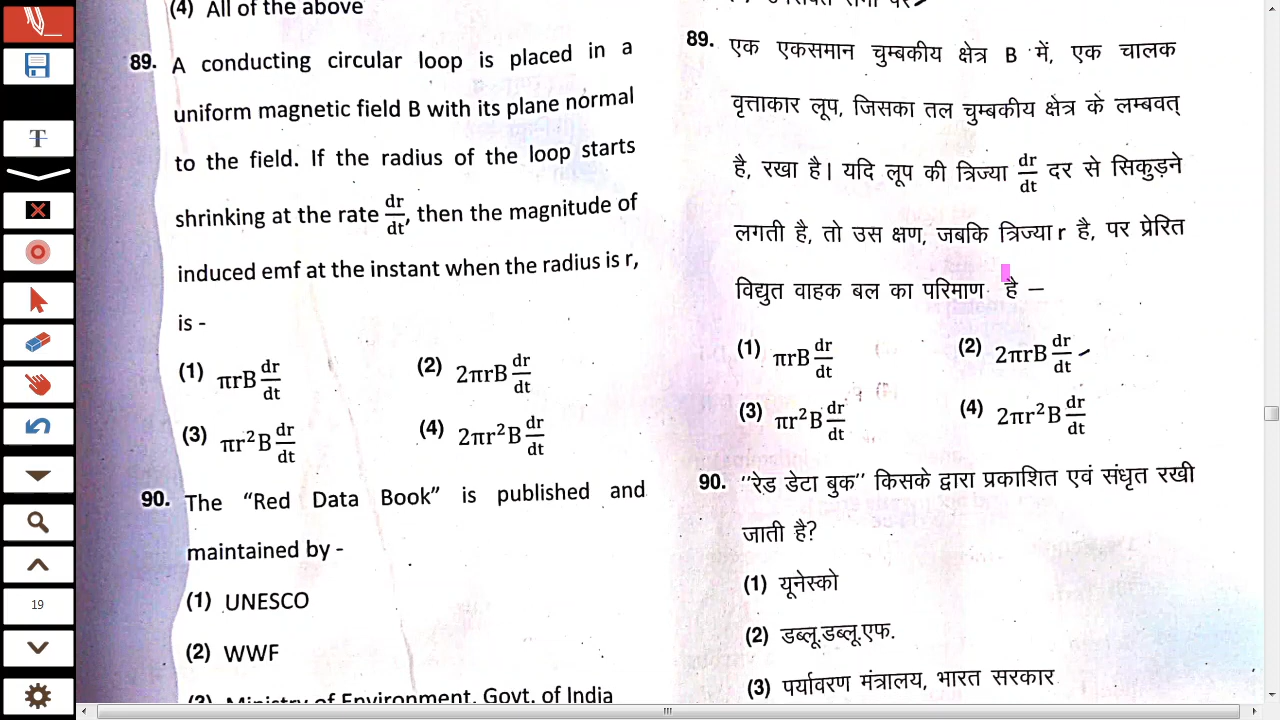 (4) All of the above
89. A conducting circular loop is placed in a
uniform magnetic field B with its plane normal
to the field. If the radius of the loop starts
shrinking at the rate dr/dt, then the magnitude of
induced emf at the instant when the radius is r,
is -
(1) πrB dr/dt (2) 2πrB dr/dt
(3) πr²B dr/dt (4) 2πr²B dr/dt
90. The “Red Data Book” is published and
maintained by -
(1) UNESCO
(2) WWF
(3) Ministry of Environment, Govt. of India
89. एक एकसमान चुम्बकीय क्षेत्र B में, एक चालक
वृत्ताकार लूप, जिसका तल चुम्बकीय क्षेत्र के लम्बवत्
है, रखा है। यदि लूप की त्रिज्या dr/dt दर से सिकुड़ने
लगती है, तो उस क्षण, जबकि त्रिज्या r है, पर प्रेरित
विद्युत वाहक बल का परिमाण है –
(1) πrB dr/dt (2) 2πrB dr/dt
(3) πr²B dr/dt (4) 2πr²B dr/dt
90. ''रेड डेटा बुक'' किसके द्वारा प्रकाशित एवं संधृत रखी
जाती है?
(1) यूनेस्को
(2) डब्लू.डब्लू.एफ.
(3) पर्यावरण मंत्रालय, भारत सरकार
19